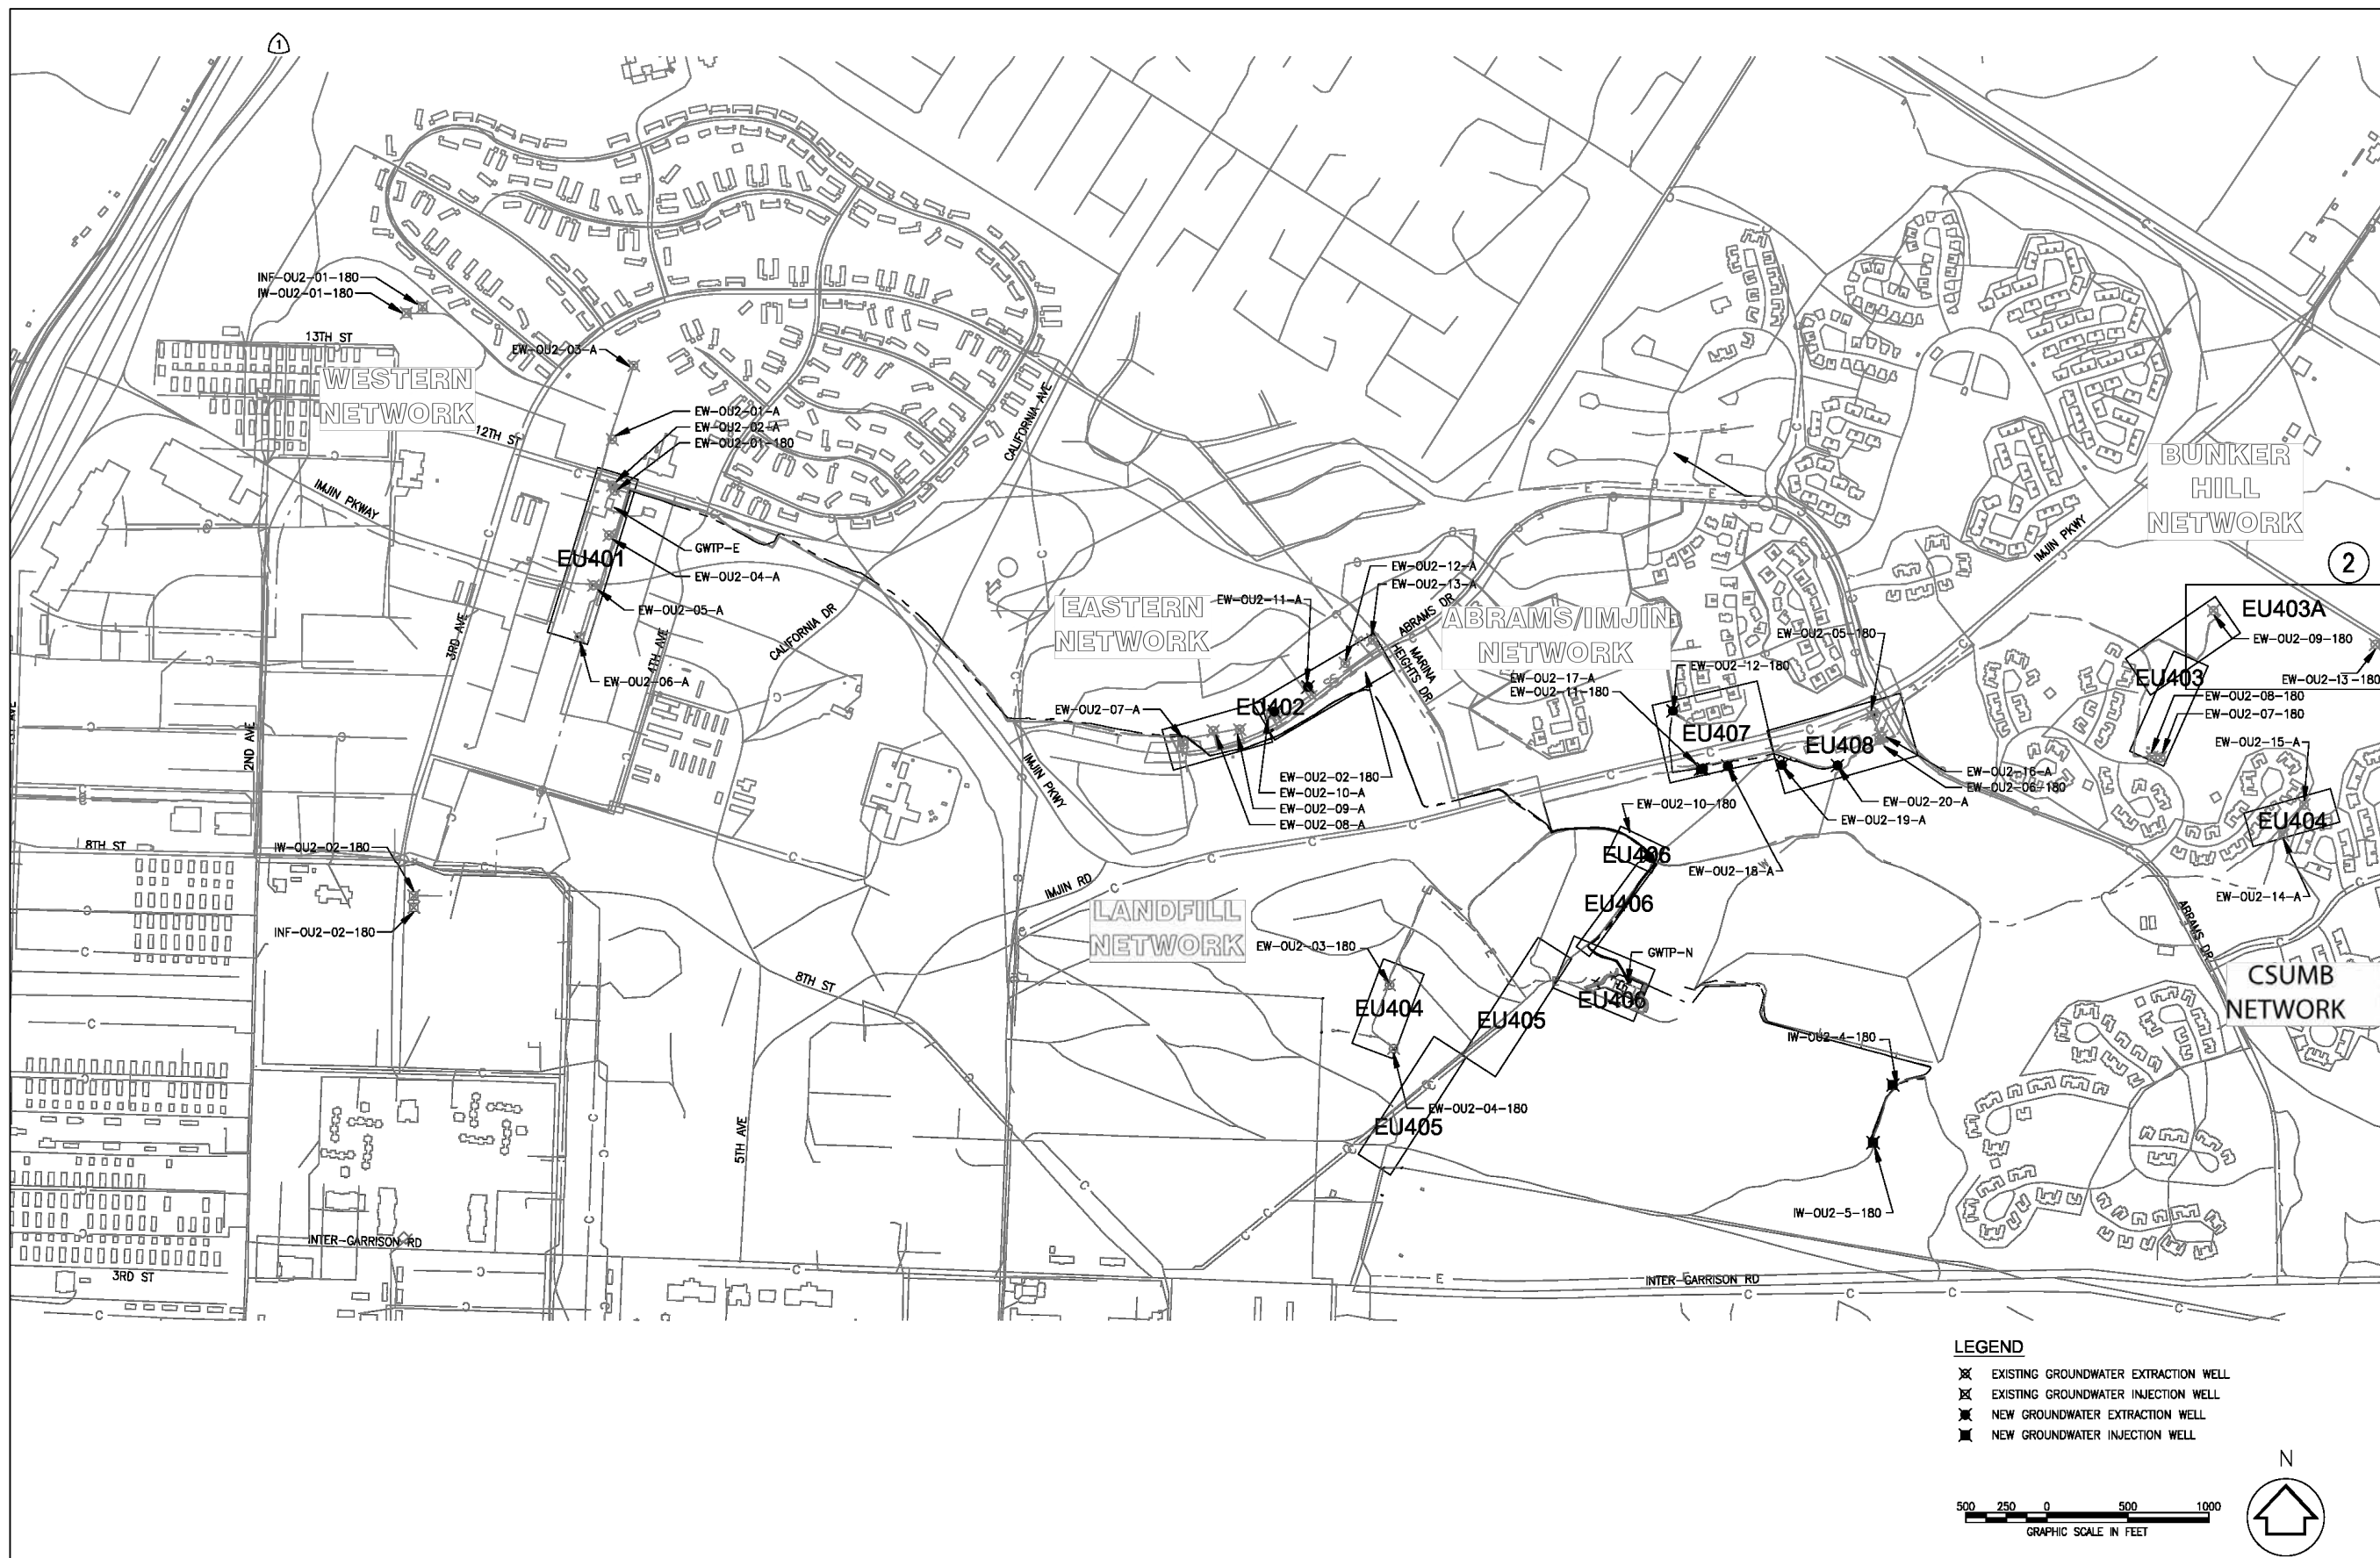 1
INF-OU2-01-180
IW-OU2-01-180
13TH ST
WESTERN
NETWORK
EW-OU2-03-A
EW-OU2-01-A
EW-OU2-02-A
EW-OU2-01-180
12TH ST
IMJIN PKWAY
CALIFORNIA AVE
EU401
GWTP-E
EW-OU2-04-A
EW-OU2-05-A
EW-OU2-06-A
3RD AVE
4TH AVE
CALIFORNIA DR
2ND AVE
1ST AVE
8TH ST
IW-OU2-02-180
INF-OU2-02-180
8TH ST
5TH AVE
INTER-GARRISON RD
3RD ST
EASTERN
NETWORK
EW-OU2-12-A
EW-OU2-13-A
EW-OU2-11-A
ABRAMS DR
MARINA
HEIGHTS DR
EU402
EW-OU2-07-A
EW-OU2-02-180
EW-OU2-10-A
EW-OU2-09-A
EW-OU2-08-A
IMJIN PKWY
IMJIN RD
ABRAMS/IMJIN
NETWORK
EW-OU2-05-180
EW-OU2-12-180
EW-OU2-17-A
EW-OU2-11-180
EU407
EU408
EW-OU2-16-A
EW-OU2-06-180
EW-OU2-20-A
EW-OU2-19-A
EW-OU2-18-A
EW-OU2-10-180
EU406
EU406
GWTP-N
EU406
LANDFILL
NETWORK
EW-OU2-03-180
EU404
EU405
EW-OU2-04-180
EU405
IW-OU2-4-180
IW-OU2-5-180
INTER-GARRISON RD
IMJIN PKWY
BUNKER
HILL
NETWORK
2
EU403A
EW-OU2-09-180
EU403
EW-OU2-13-180
EW-OU2-08-180
EW-OU2-07-180
EW-OU2-15-A
EU404
EW-OU2-14-A
ABRAMS DR
CSUMB
NETWORK
LEGEND
EXISTING GROUNDWATER EXTRACTION WELL
EXISTING GROUNDWATER INJECTION WELL
NEW GROUNDWATER EXTRACTION WELL
NEW GROUNDWATER INJECTION WELL
N
500 250 0 500 1000
GRAPHIC SCALE IN FEET